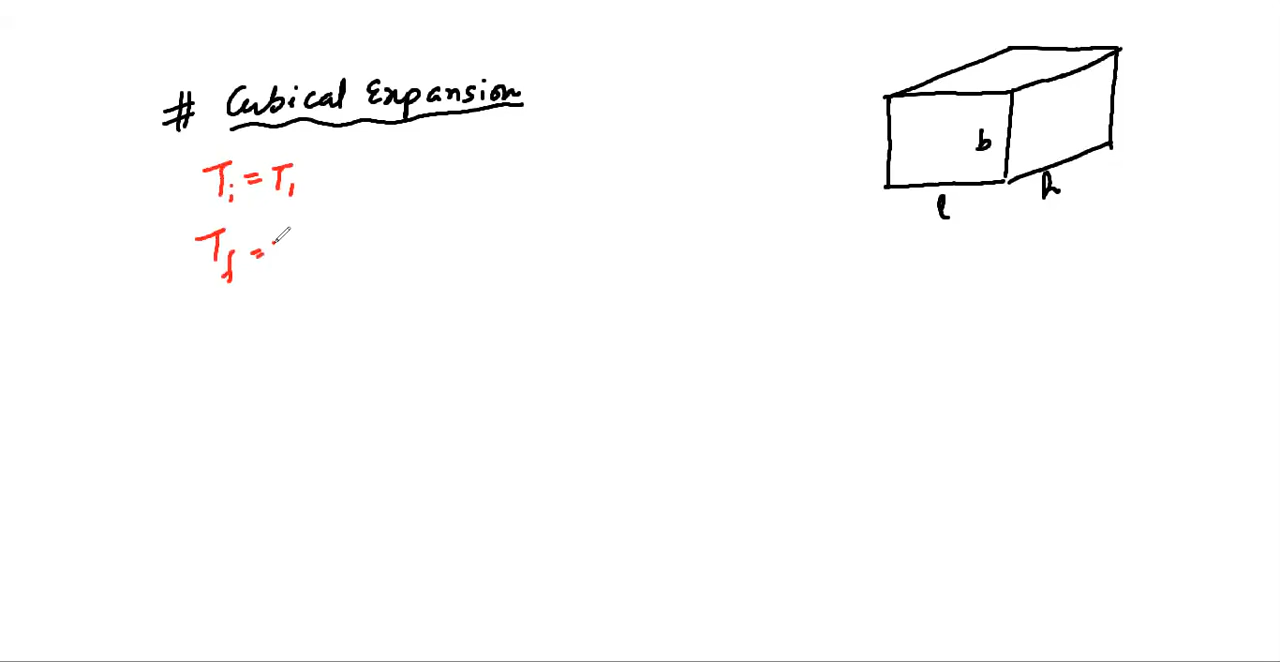 # Cubical Expansion
Ti = T1
Tf =
b
l
h